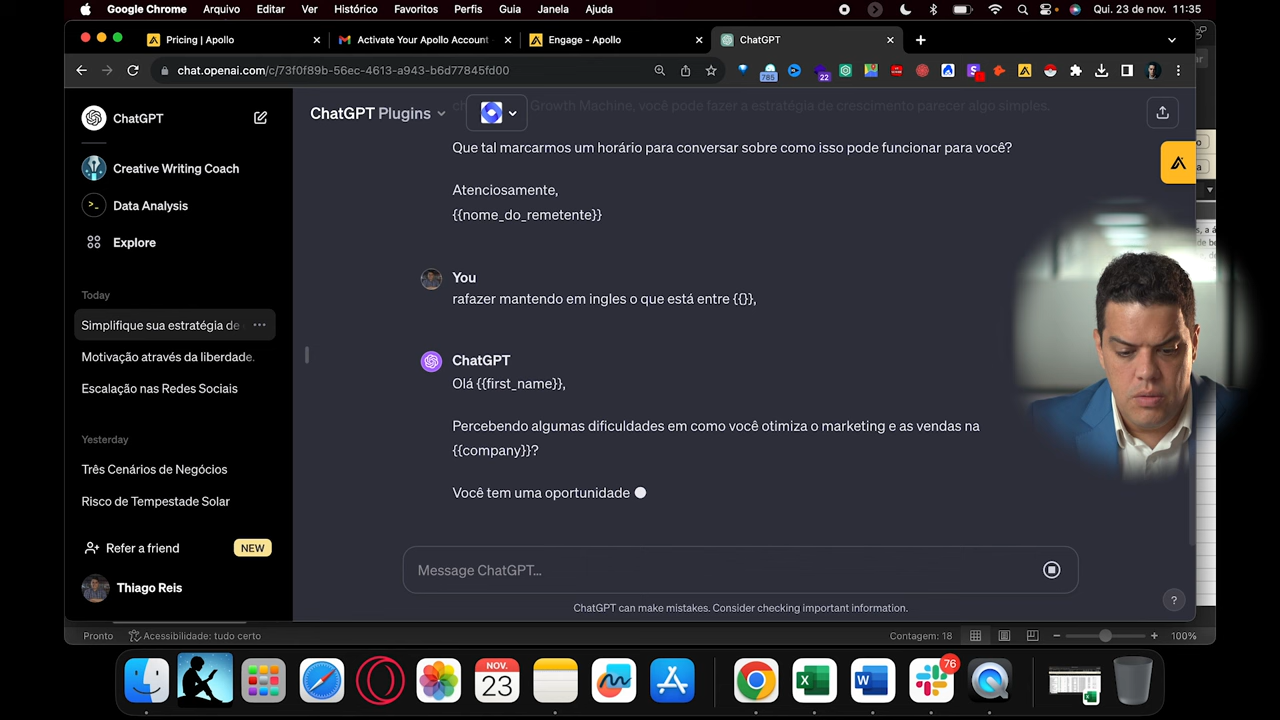 Google Chrome Arquivo Editar Ver Histórico Favoritos Perfis Guia Janela Ajuda Qui. 23 de nov. 11:35
Pricing | Apollo Activate Your Apollo Account Engage - Apollo ChatGPT
chat.openai.com/c/73f0f89b-56ec-4613-a943-b6d77845fd00
785
22
ChatGPT
Creative Writing Coach
Data Analysis
Explore
Today
Simplifique sua estratégia de
Motivação através da liberdade.
Escalação nas Redes Sociais
Yesterday
Três Cenários de Negócios
Risco de Tempestade Solar
Refer a friend NEW
Thiago Reis
ChatGPT Plugins
Growth Machine, você pode fazer a estratégia de crescimento parecer algo simples.
Que tal marcarmos um horário para conversar sobre como isso pode funcionar para você?
Atenciosamente,
{{nome_do_remetente}}
You
rafazer mantendo em ingles o que está entre {{}},
ChatGPT
Olá {{first_name}},
Percebendo algumas dificuldades em como você otimiza o marketing e as vendas na
{{company}}?
Você tem uma oportunidade
Message ChatGPT...
ChatGPT can make mistakes. Consider checking important information.
?
Pronto Acessibilidade: tudo certo Contagem: 18 100%
NOV.
23
76